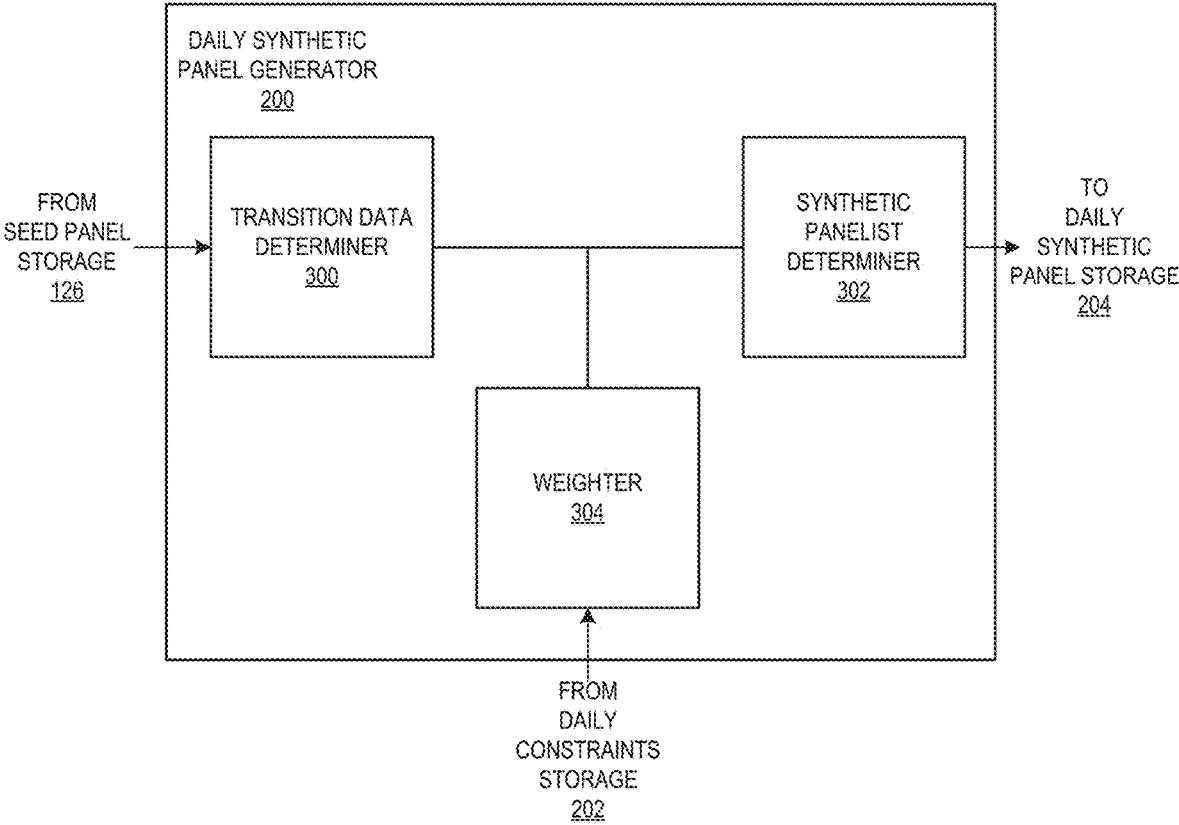 DAILY SYNTHETIC
PANEL GENERATOR
200
FROM
SEED PANEL
STORAGE
126
TRANSITION DATA
DETERMINER
300
SYNTHETIC
PANELIST
DETERMINER
302
TO
DAILY
SYNTHETIC
PANEL STORAGE
204
WEIGHTER
304
FROM
DAILY
CONSTRAINTS
STORAGE
202